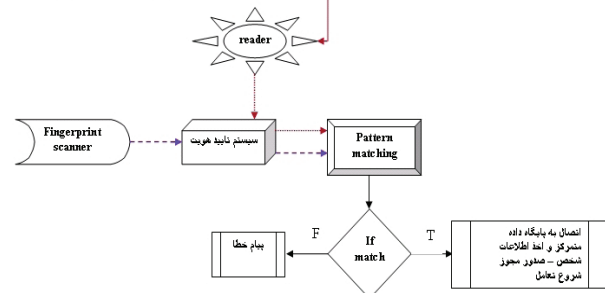 reader
Fingerprint
scanner
سیستم تایید هویت
Pattern
matching
F
If
match
T
پیام خطا
اتصال به پایگاه داده
متمرکز و اخذ اطلاعات
شخص – صدور مجوز
شروع تعامل